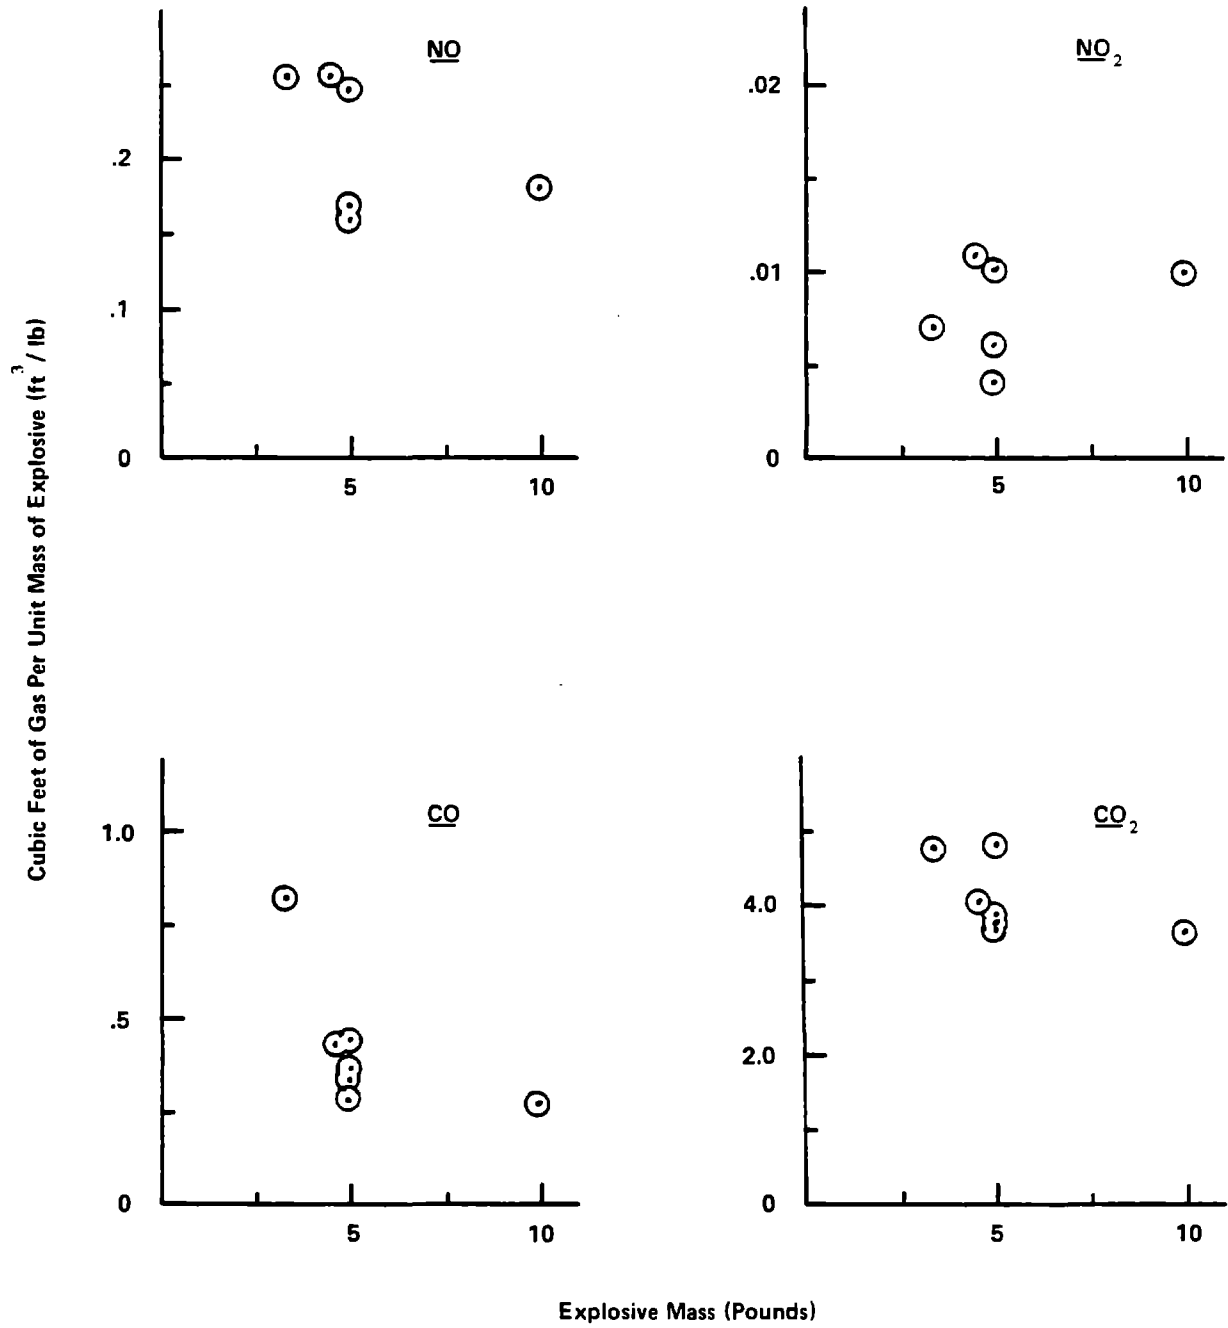 NO
.2
.1
0
5 10
NO2
.02
.01
0
5 10
Cubic Feet of Gas Per Unit Mass of Explosive (ft3 / lb)
CO
1.0
.5
0
5 10
CO2
4.0
2.0
0
5 10
Explosive Mass (Pounds)